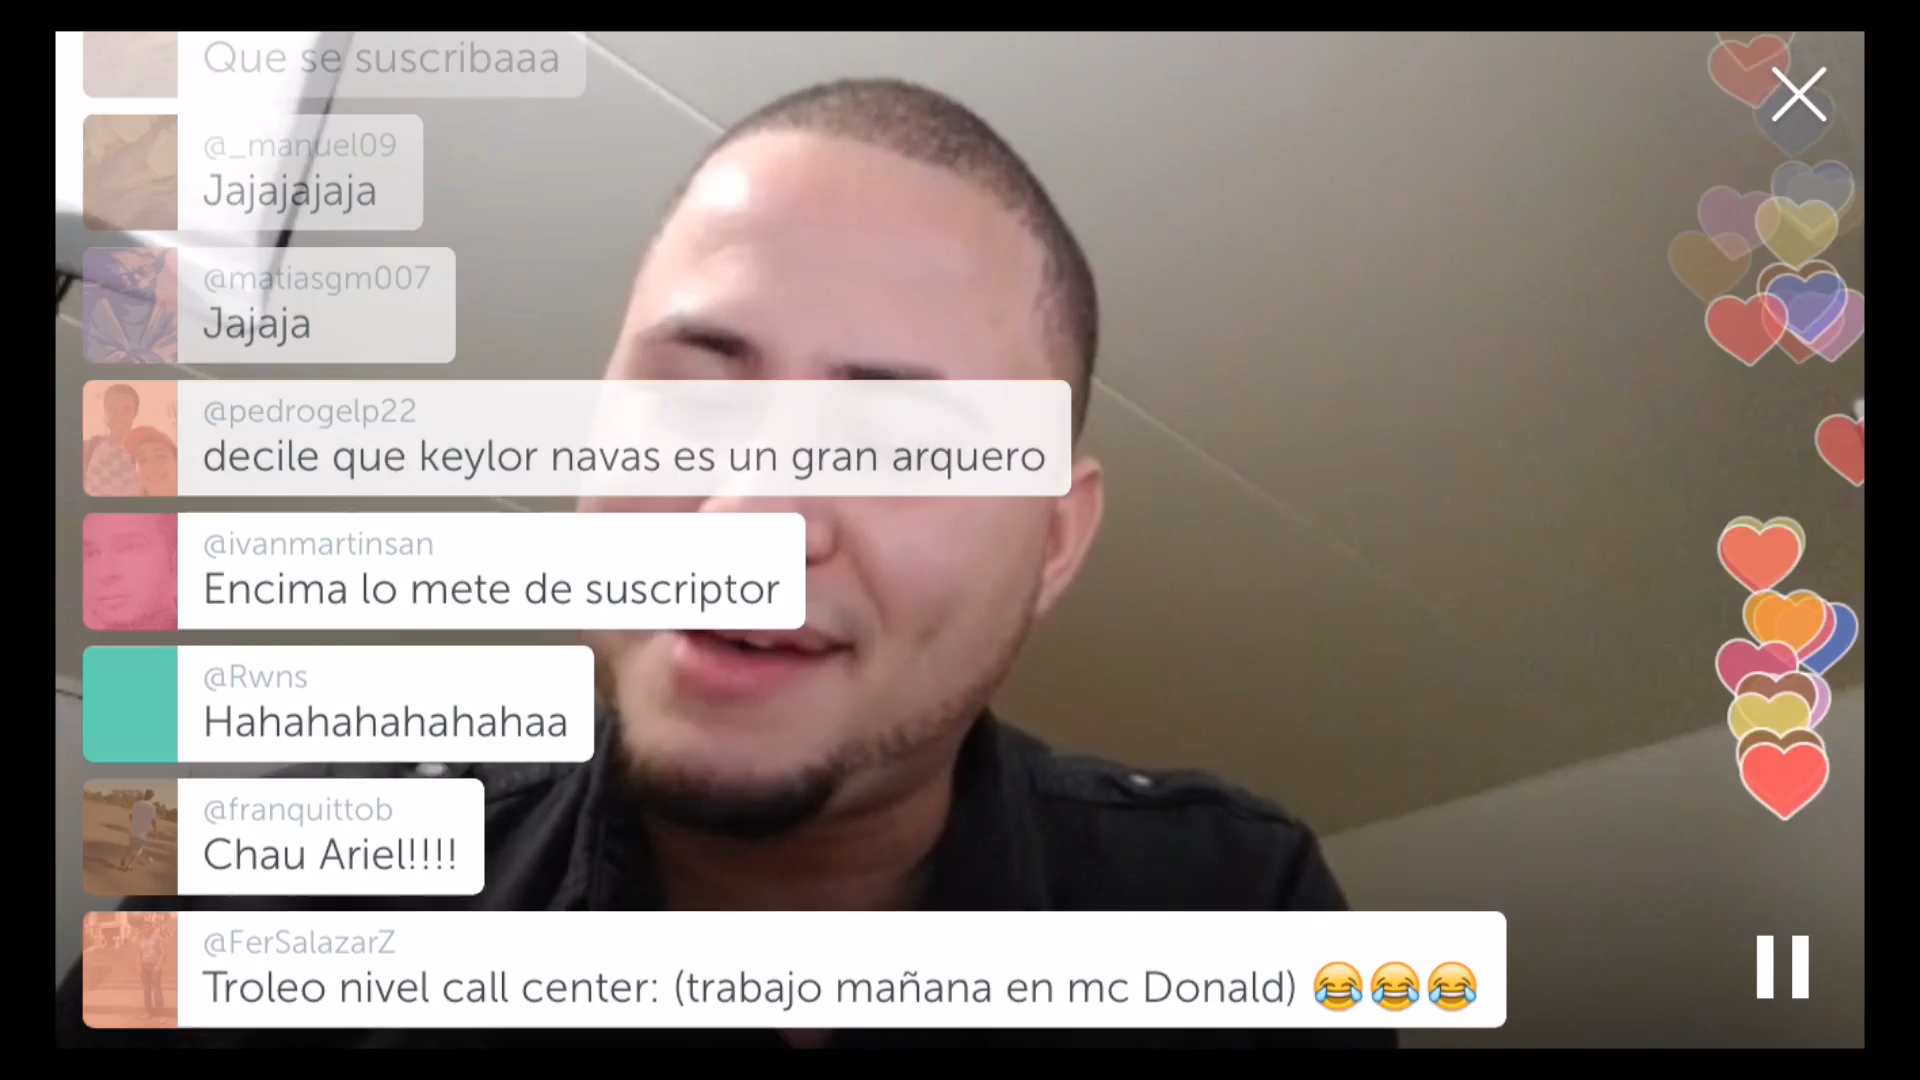 Que se suscribaaa
@_manuel09
Jajajajaja
@matiasgm007
Jajaja
@pedrogelp22
decile que keylor navas es un gran arquero
@ivanmartinsan
Encima lo mete de suscriptor
@Rwns
Hahahahahahahaa
@franquittob
Chau Ariel!!!!
@FerSalazarZ
Troleo nivel call center: (trabajo mañana en mc Donald) 😂😂😂